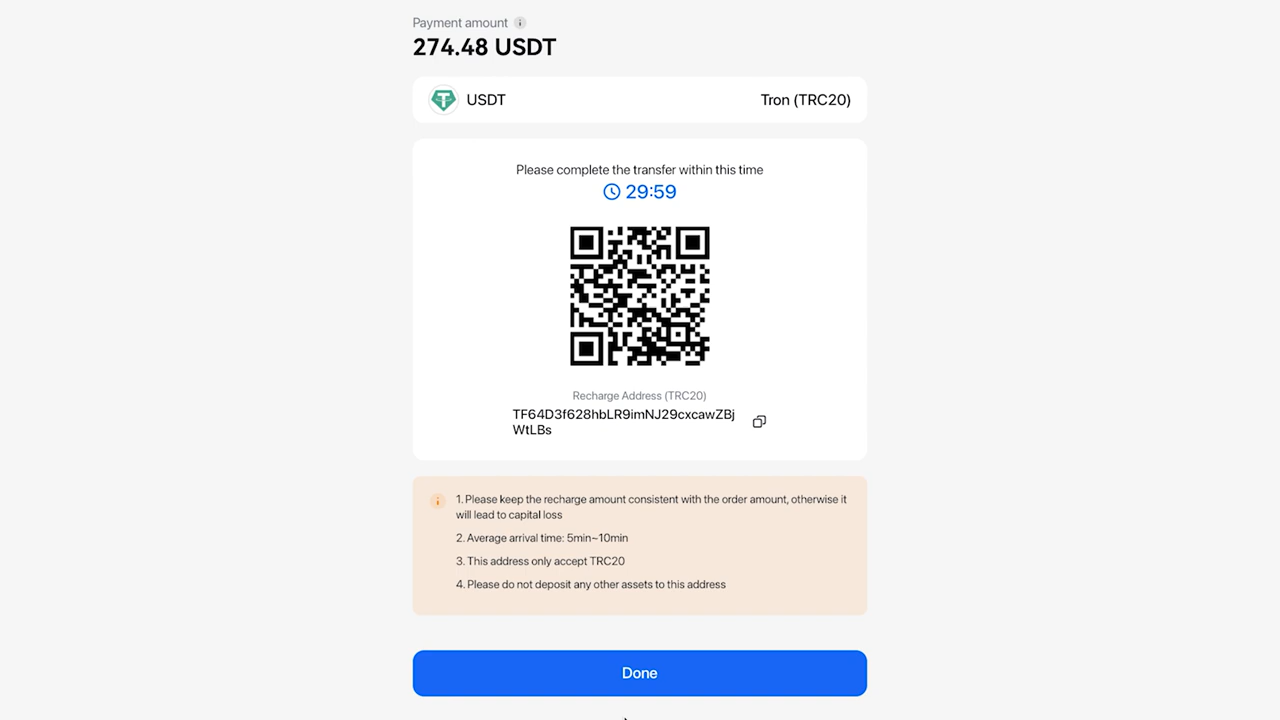 Payment amount
274.48 USDT
USDT
Tron (TRC20)
Please complete the transfer within this time
29:59
Recharge Address (TRC20)
TF64D3f628hbLR9imNJ29cxcawZBj
WtLBs
1. Please keep the recharge amount consistent with the order amount, otherwise it
will lead to capital loss
2. Average arrival time: 5min~10min
3. This address only accept TRC20
4. Please do not deposit any other assets to this address
Done